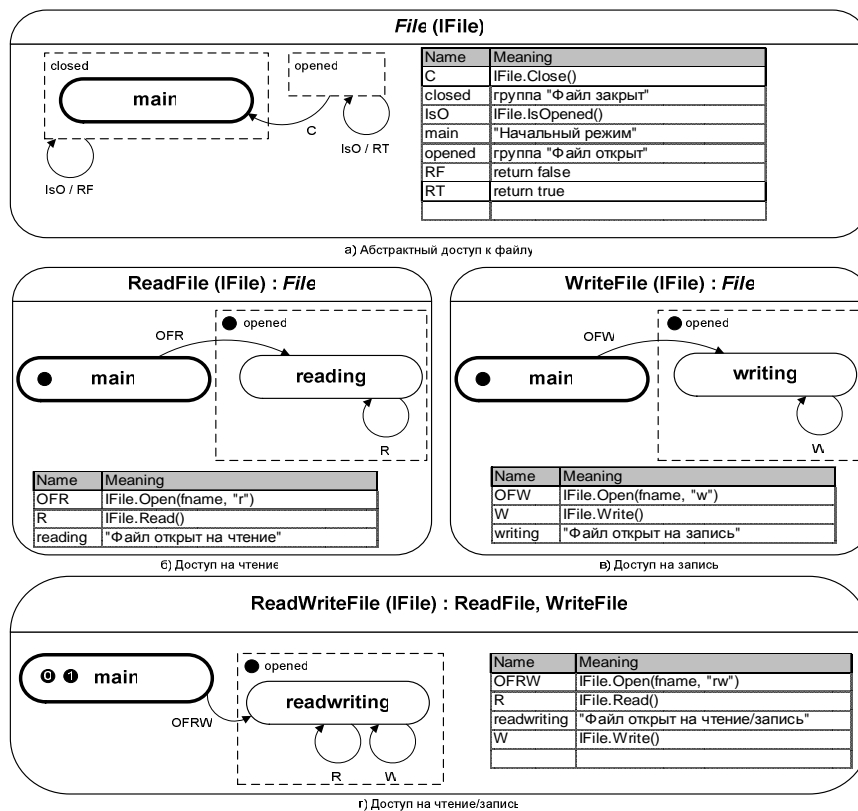 File (IFile)
closed
main
opened
C
IsO / RT
IsO / RF
Name Meaning
C IFile.Close()
closed группа "Файл закрыт"
IsO IFile.IsOpened()
main "Начальный режим"
opened группа "Файл открыт"
RF return false
RT return true
а) Абстрактный доступ к файлу
ReadFile (IFile) : File
OFR
opened
main
reading
R
Name Meaning
OFR IFile.Open(fname, "r")
R IFile.Read()
reading "Файл открыт на чтение"
б) Доступ на чтение
WriteFile (IFile) : File
OFW
opened
main
writing
W
Name Meaning
OFW IFile.Open(fname, "w")
W IFile.Write()
writing "Файл открыт на запись"
в) Доступ на запись
ReadWriteFile (IFile) : ReadFile, WriteFile
0 1 main
opened
OFRW
readwriting
R W
Name Meaning
OFRW IFile.Open(fname, "rw")
R IFile.Read()
readwriting "Файл открыт на чтение/запись"
W IFile.Write()
г) Доступ на чтение/запись